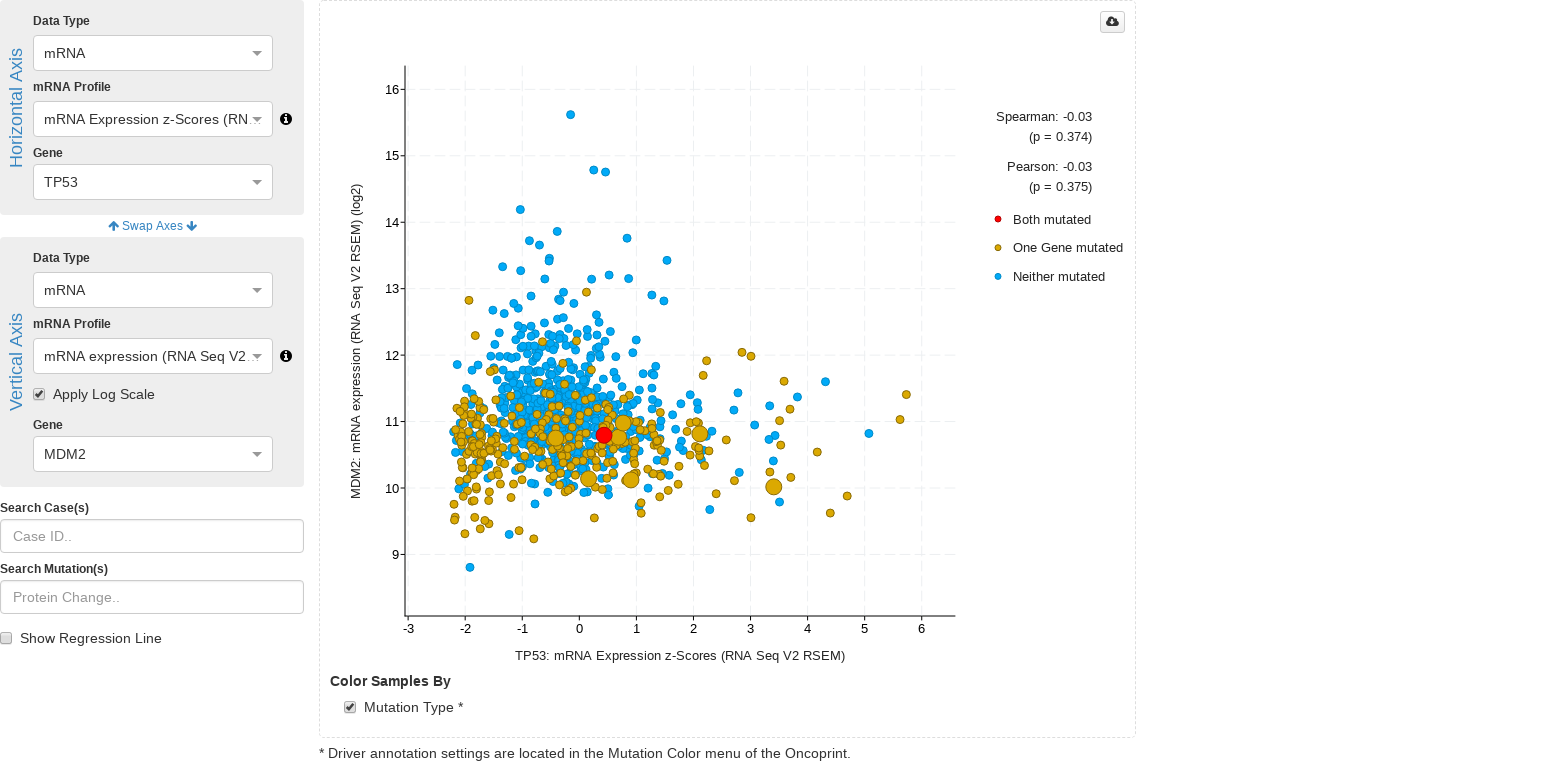 Horizontal Axis
Data Type
mRNA
mRNA Profile
mRNA Expression z-Scores (RN...
Gene
TP53
Swap Axes
Vertical Axis
Data Type
mRNA
mRNA Profile
mRNA expression (RNA Seq V2...
Apply Log Scale
Gene
MDM2
Search Case(s)
Case ID..
Search Mutation(s)
Protein Change..
Show Regression Line
MDM2: mRNA expression (RNA Seq V2 RSEM) (log2)
16
15
14
13
12
11
10
9
-3 -2 -1 0 1 2 3 4 5 6
TP53: mRNA Expression z-Scores (RNA Seq V2 RSEM)
Spearman: -0.03
(p = 0.374)
Pearson: -0.03
(p = 0.375)
Both mutated
One Gene mutated
Neither mutated
Color Samples By
Mutation Type *
* Driver annotation settings are located in the Mutation Color menu of the Oncoprint.